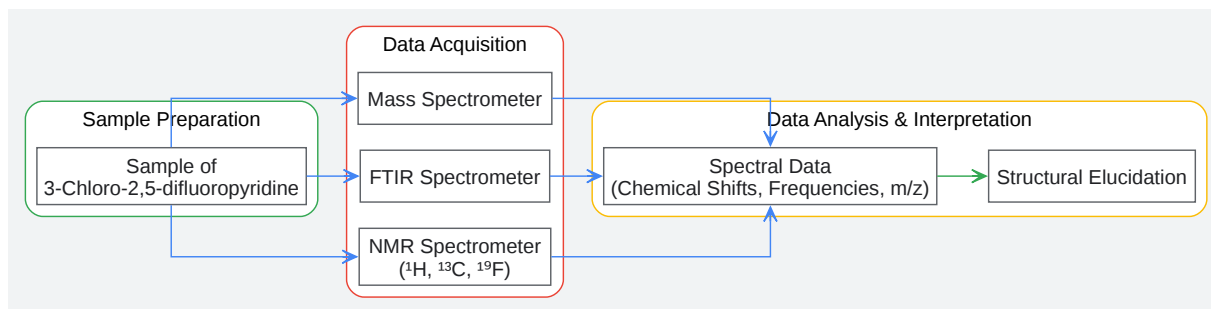 Data Acquisition
Mass Spectrometer
Sample Preparation
Data Analysis & Interpretation
Sample of
3-Chloro-2,5-difluoropyridine
FTIR Spectrometer
Spectral Data
(Chemical Shifts, Frequencies, m/z)
Structural Elucidation
NMR Spectrometer
(¹H, ¹³C, ¹⁹F)